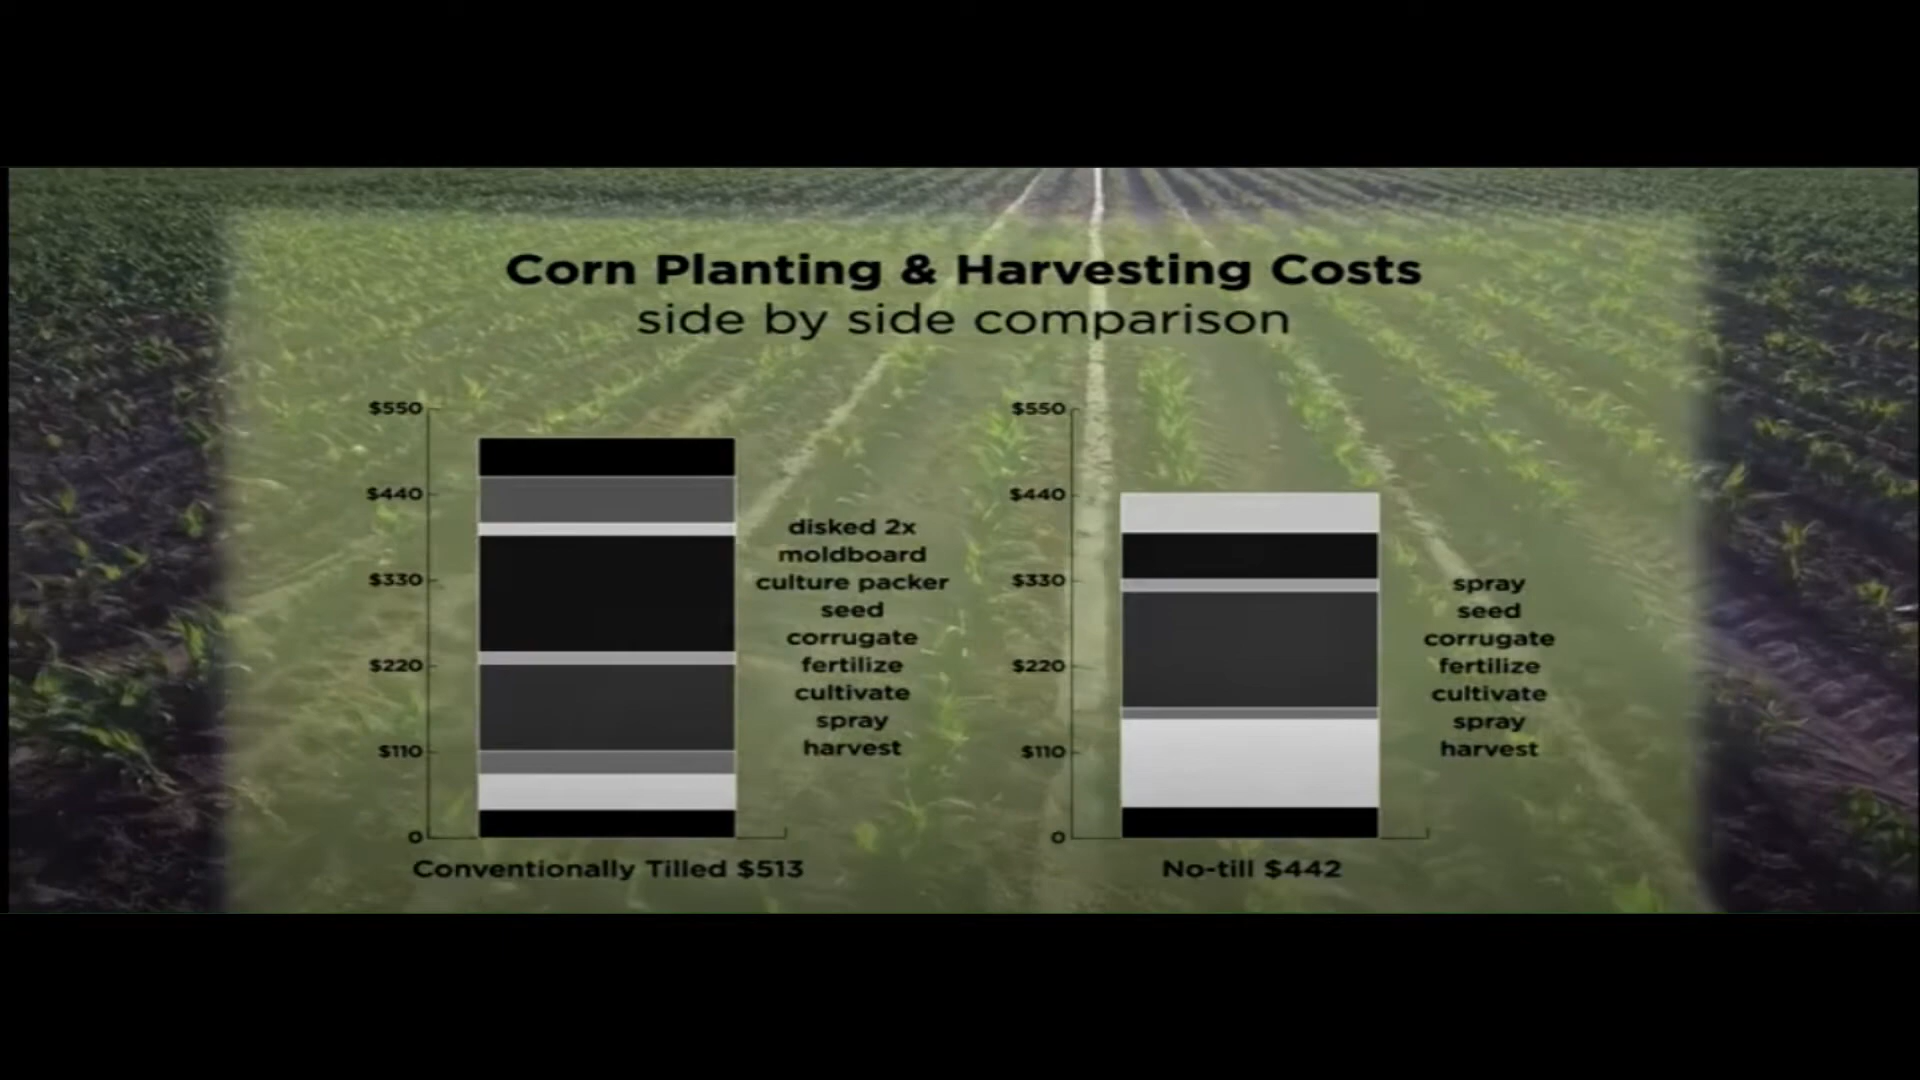 Corn Planting & Harvesting Costs
side by side comparison
$550
$440
$330
$220
$110
0
disked 2x
moldboard
culture packer
seed
corrugate
fertilize
cultivate
spray
harvest
Conventionally Tilled $513
$550
$440
$330
$220
$110
0
spray
seed
corrugate
fertilize
cultivate
spray
harvest
No-till $442